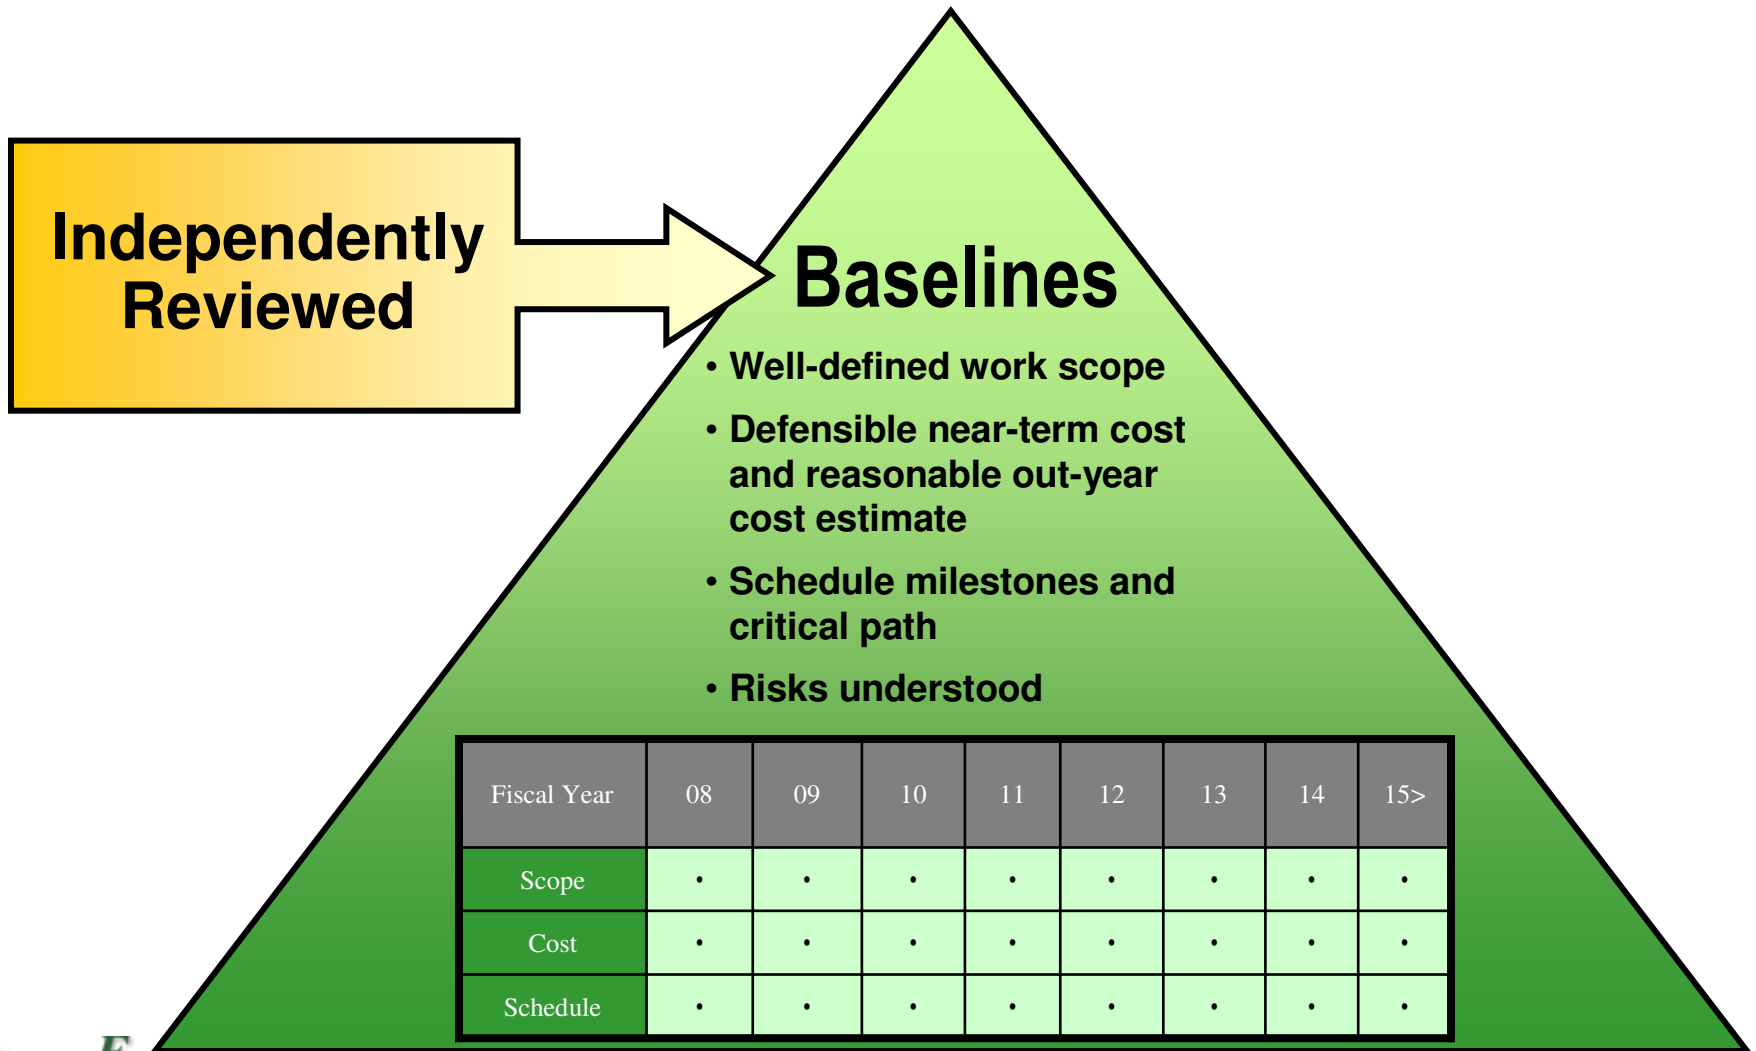 Independently
Reviewed
Baselines
• Well-defined work scope
• Defensible near-term cost
and reasonable out-year
cost estimate
• Schedule milestones and
critical path
• Risks understood
Fiscal Year 08 09 10 11 12 13 14 15>
Scope • • • • • • • •
Cost • • • • • • • •
Schedule • • • • • • • •